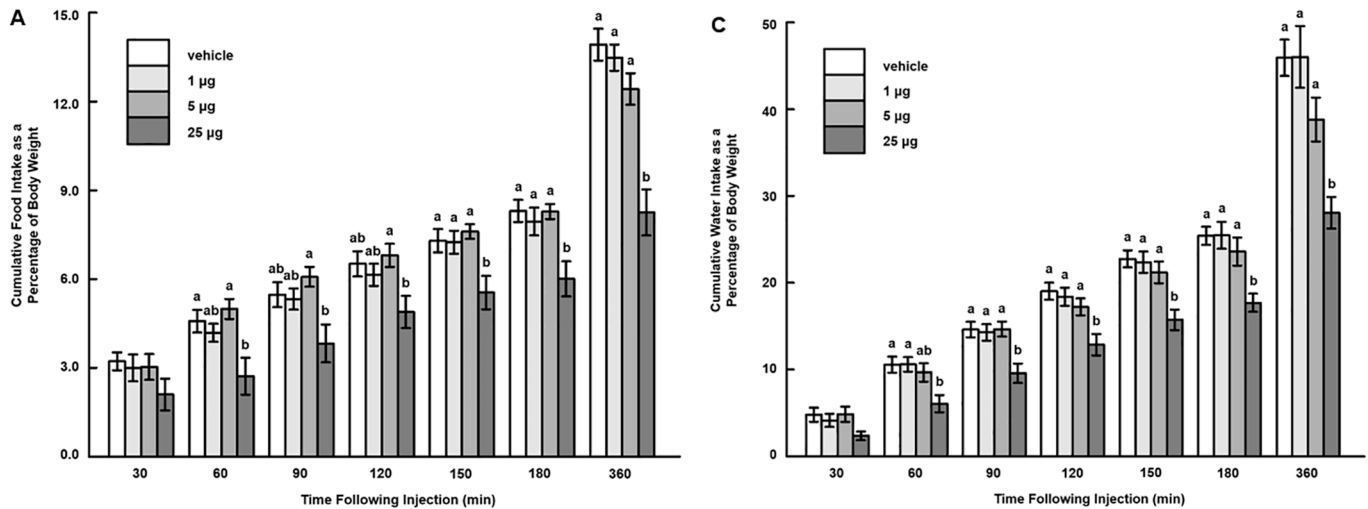 A
Cumulative Food Intake as a
Percentage of Body Weight
15.0
12.0
9.0
6.0
3.0
0.0
vehicle
1 µg
5 µg
25 µg
a ab a b
ab ab a b
ab ab a b
a a a b
a a a b
a a a b
30 60 90 120 150 180 360
Time Following Injection (min)
C
Cumulative Water Intake as a
Percentage of Body Weight
50
40
30
20
10
0
vehicle
1 µg
5 µg
25 µg
a a ab b
a a a b
a a a b
a a a b
a a a b
a a a b
30 60 90 120 150 180 360
Time Following Injection (min)